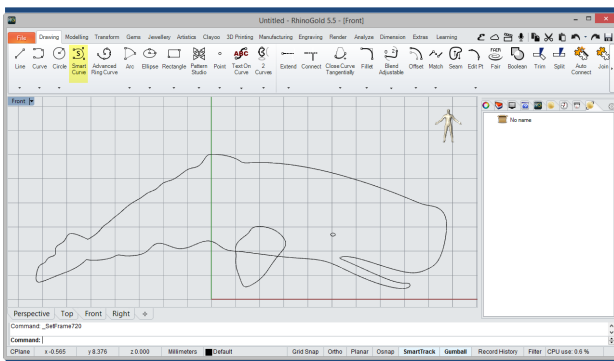 Untitled - RhinoGold 5.5 - [Front]
File Drawing Modelling Transform Gems Jewellery Artistics Clayoo 3D Printing Manufacturing Engraving Render Analyze Dimension Extras Learning
Line Curve Circle Smart Curve Advanced Ring Curve Arc Ellipse Rectangle Pattern Studio Point Text On Curve 2 Curves Extend Connect Close Curve Tangentially Fillet Blend Adjustable Offset Match Seam Edit Pt Fair Boolean Trim Split Auto Connect Join
Front
No name
Perspective Top Front Right
Command: _SetFrame720
Command:
CPlane x -0.565 y 8.376 z 0.000 Millimeters Default Grid Snap Ortho Planar Osnap SmartTrack Gumball Record History Filter CPU use: 0.6 %